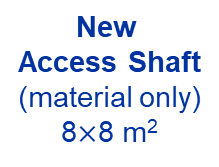 New
Access Shaft
(material only)
8×8 m²